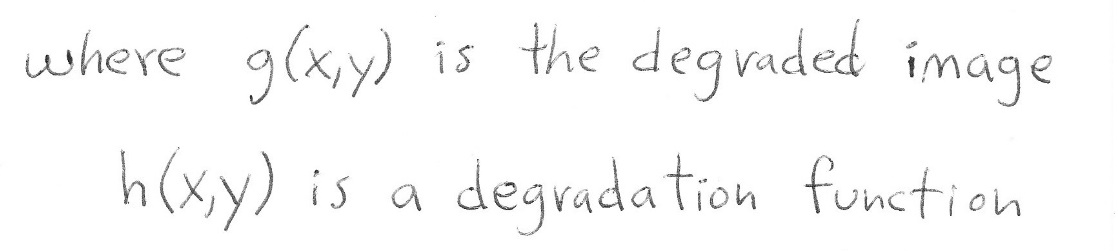 where g(x,y) is the degraded image
h(x,y) is a degradation function